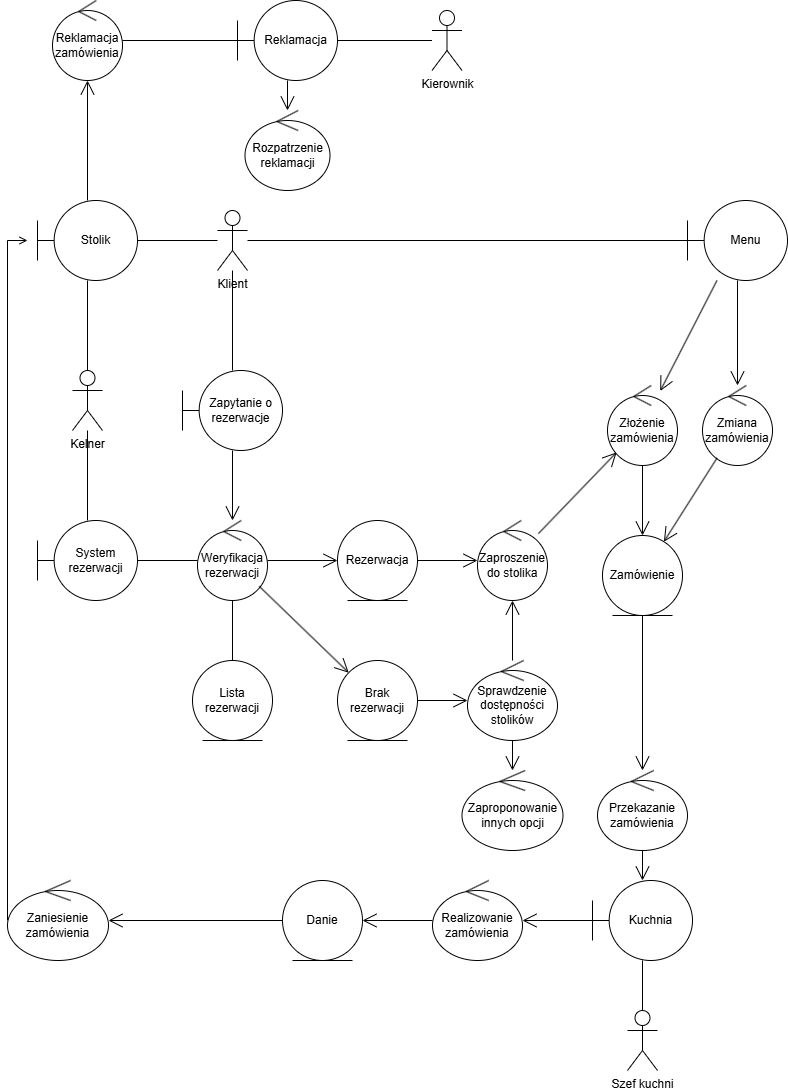 Reklamacja
zamówienia
Reklamacja
Kierownik
Rozpatrzenie
reklamacji
Stolik
Klient
Menu
Zapytanie o
rezerwacje
Złożenie
zamówienia
Zmiana
zamówienia
Kelner
System
rezerwacji
Weryfikacja
rezerwacji
Rezerwacja
Zaproszenie
do stolika
Zamówienie
Lista
rezerwacji
Brak
rezerwacji
Sprawdzenie
dostępności
stolików
Zaproponowanie
innych opcji
Przekazanie
zamówienia
Zaniesienie
zamówienia
Danie
Realizowanie
zamówienia
Kuchnia
Szef kuchni